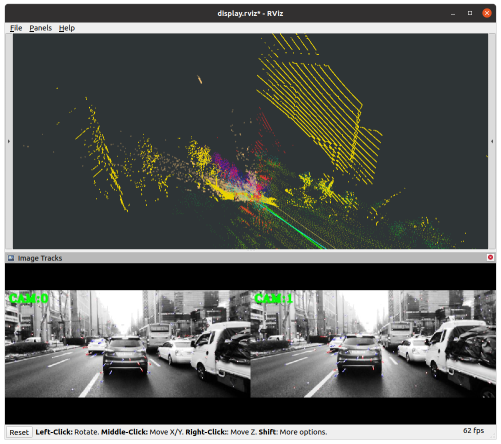 display.rviz* - RViz
File Panels Help
Image Tracks
CAM:0
CAM:1
Reset Left-Click: Rotate. Middle-Click: Move X/Y. Right-Click:: Move Z. Shift: More options. 62 fps